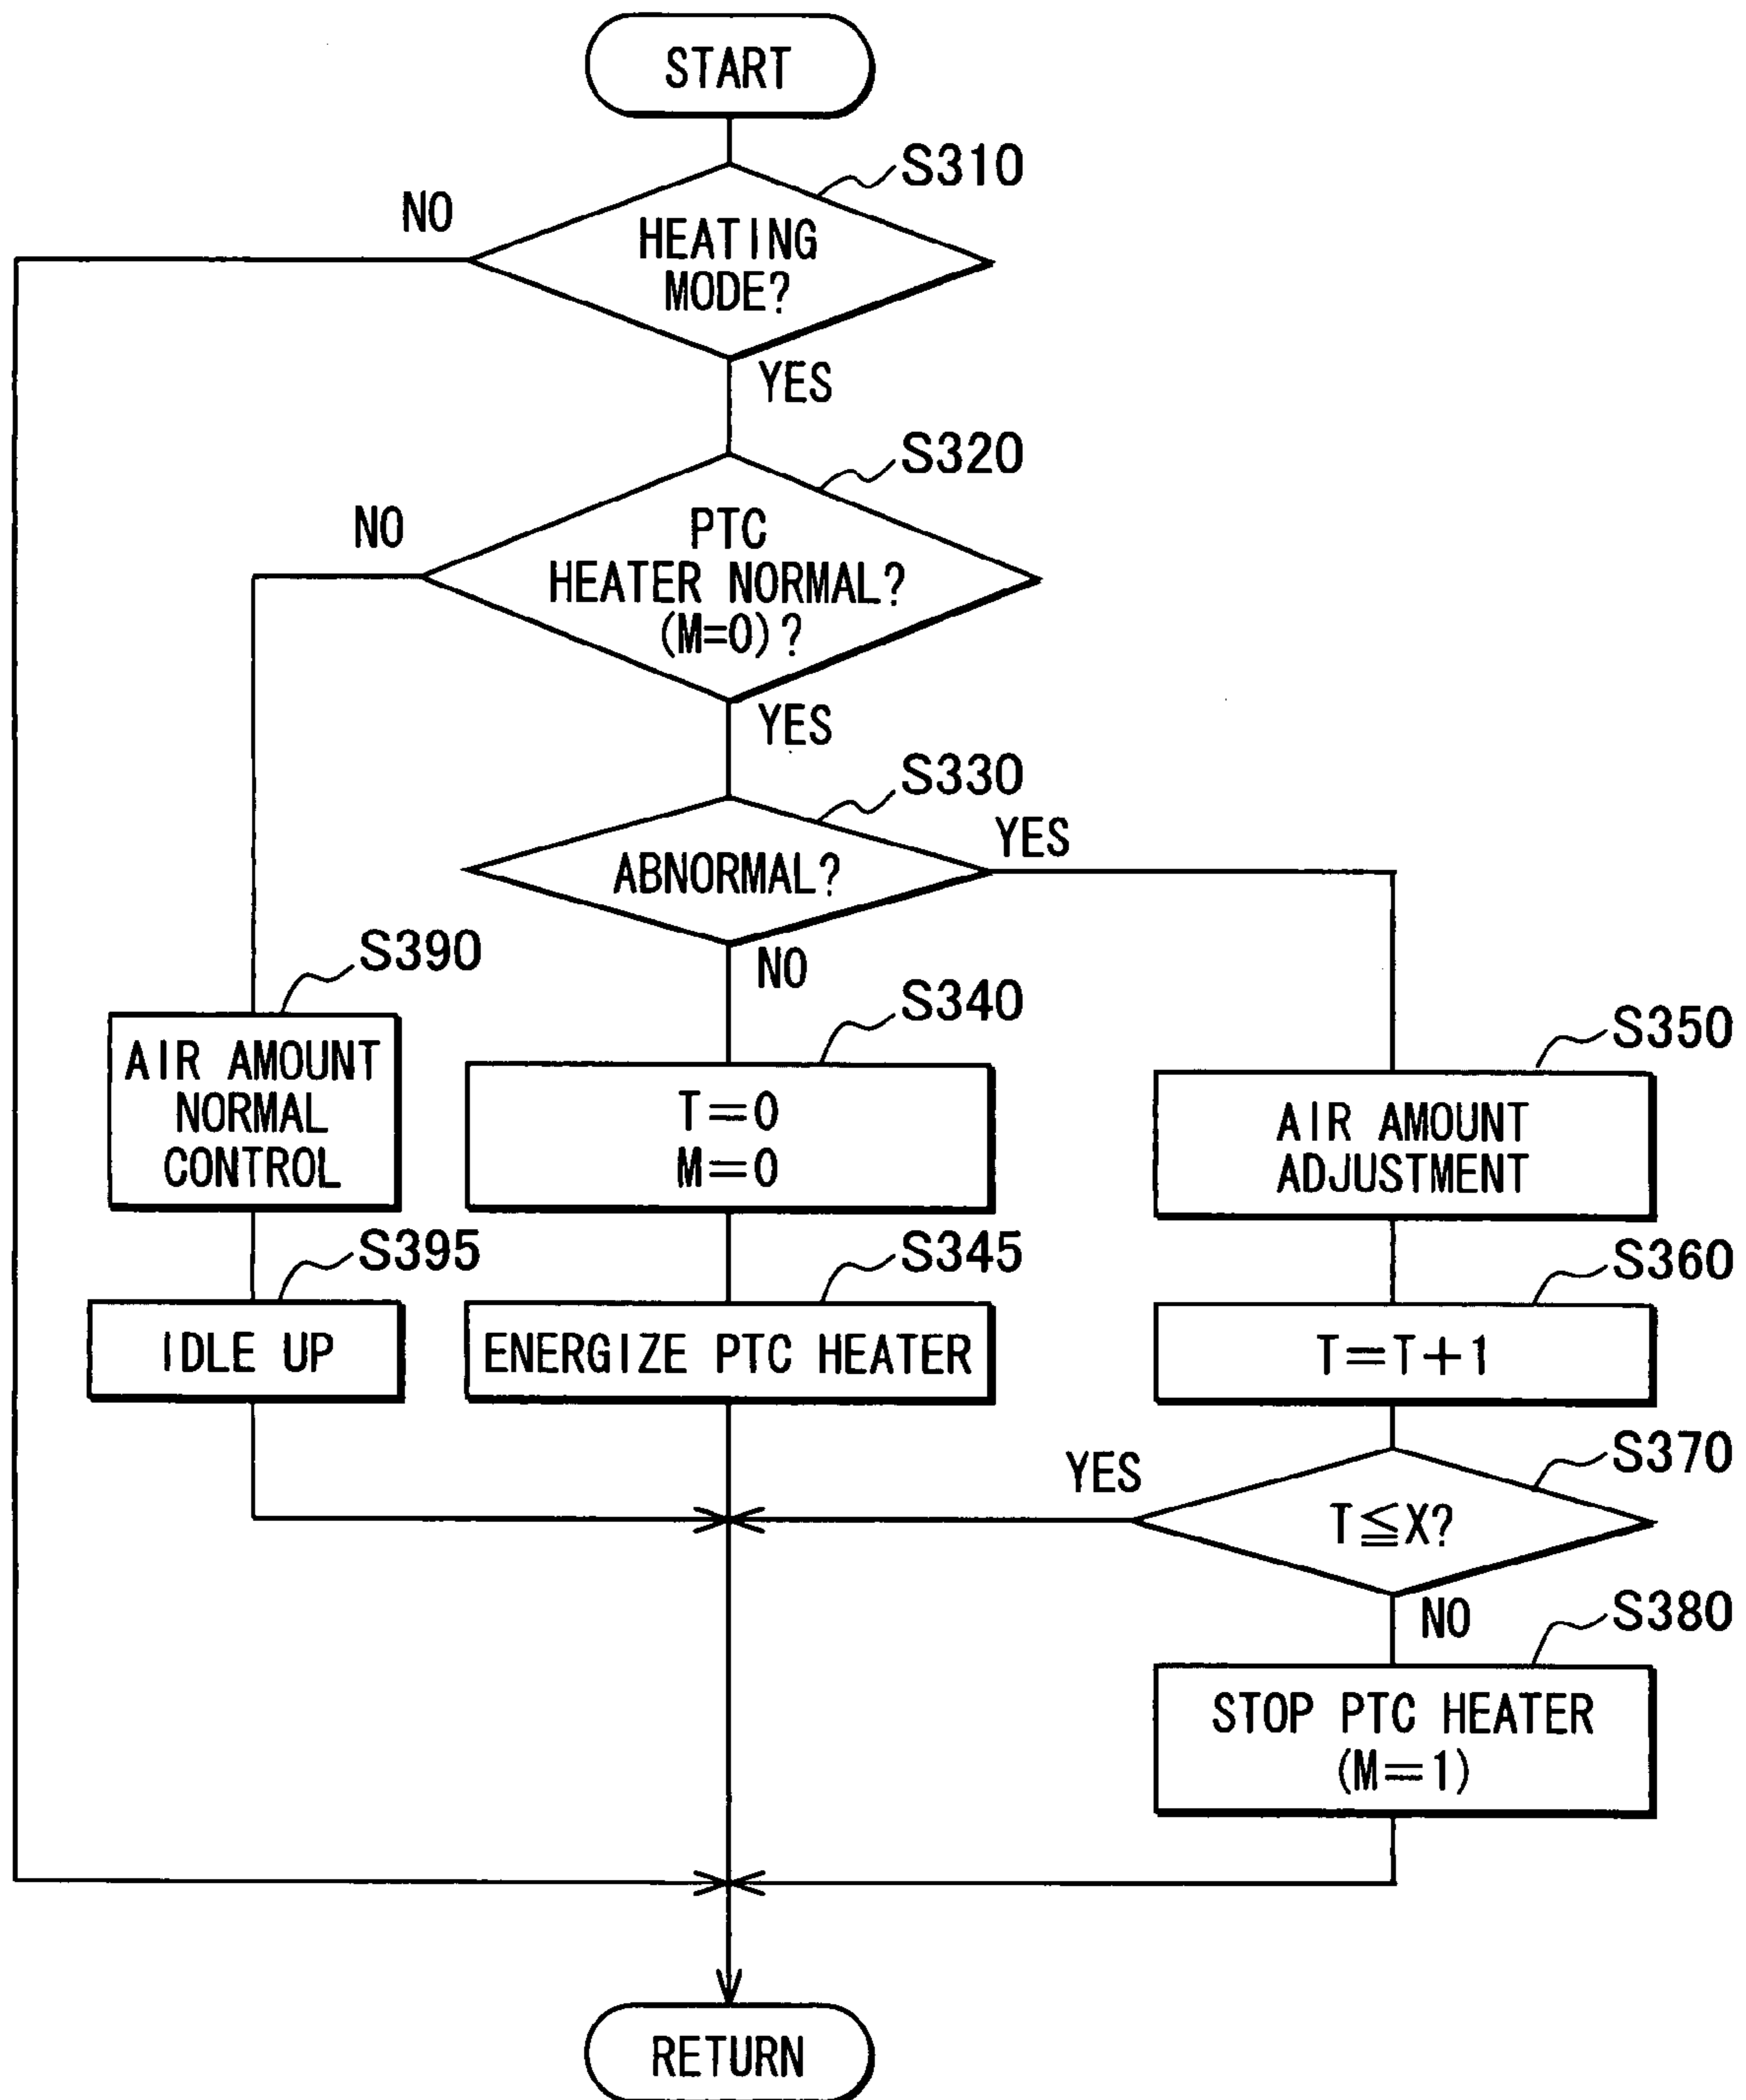 START
S310
NO
HEATING
MODE?
YES
S320
NO
PTC
HEATER NORMAL?
(M=0)?
YES
S330
YES
ABNORMAL?
NO
S390
AIR AMOUNT
NORMAL
CONTROL
S340
T=0
M=0
S350
AIR AMOUNT
ADJUSTMENT
S395
IDLE UP
S345
ENERGIZE PTC HEATER
S360
T=T+1
S370
YES
T≦X?
NO
S380
STOP PTC HEATER
(M=1)
RETURN